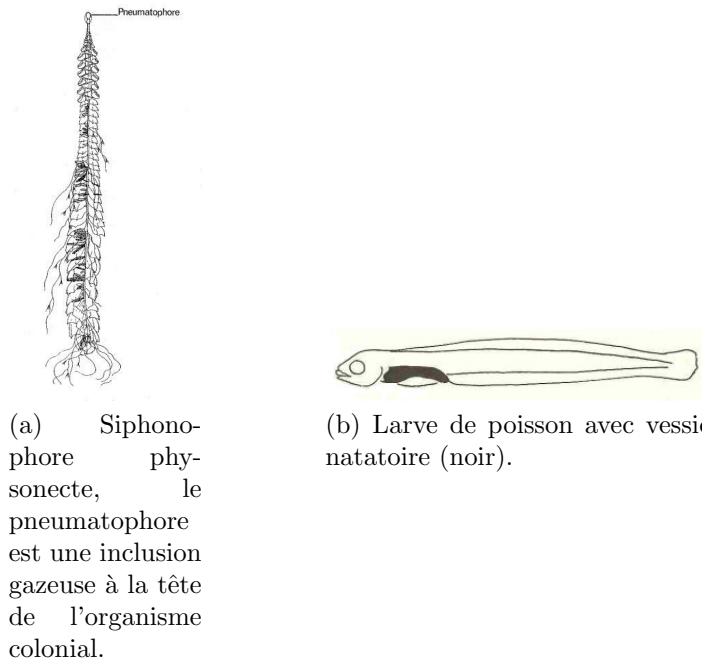 Pneumatophore
(a) Siphono-
phore phy-
sonecte, le
pneumatophore
est une inclusion
gazeuse à la tête
de l'organisme
colonial.
(b) Larve de poisson avec vessie
natatoire (noir).